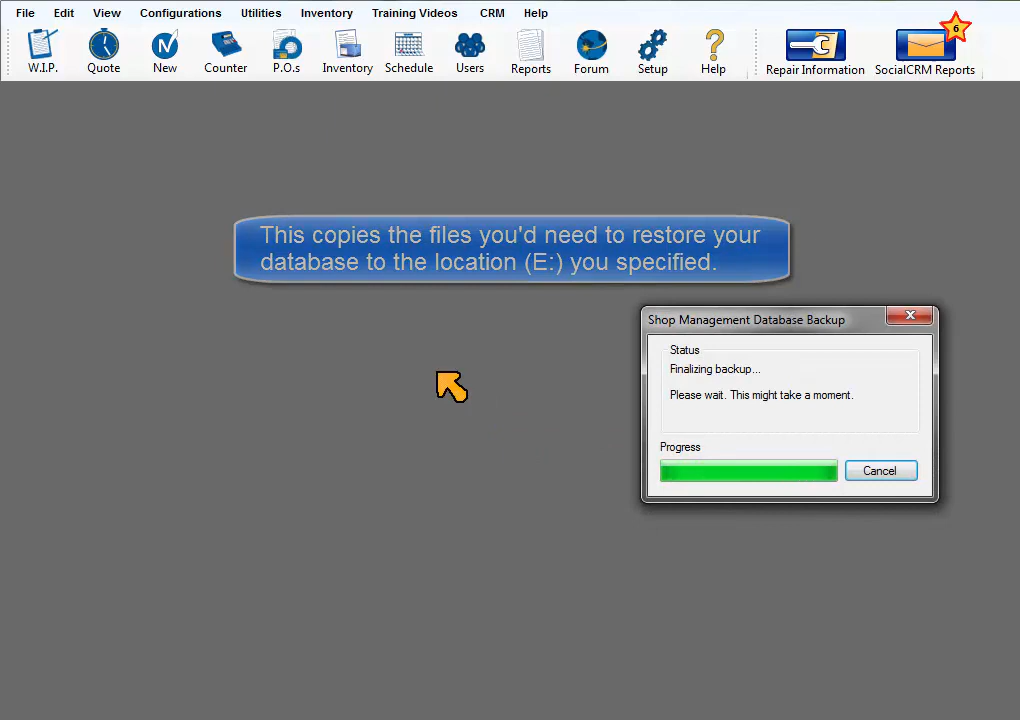 File Edit View Configurations Utilities Inventory Training Videos CRM Help
6
W.I.P. Quote New Counter P.O.s Inventory Schedule Users Reports Forum Setup Help Repair Information SocialCRM Reports
This copies the files you'd need to restore your
database to the location (E:) you specified.
Shop Management Database Backup
Status
Finalizing backup...
Please wait. This might take a moment.
Progress
Cancel